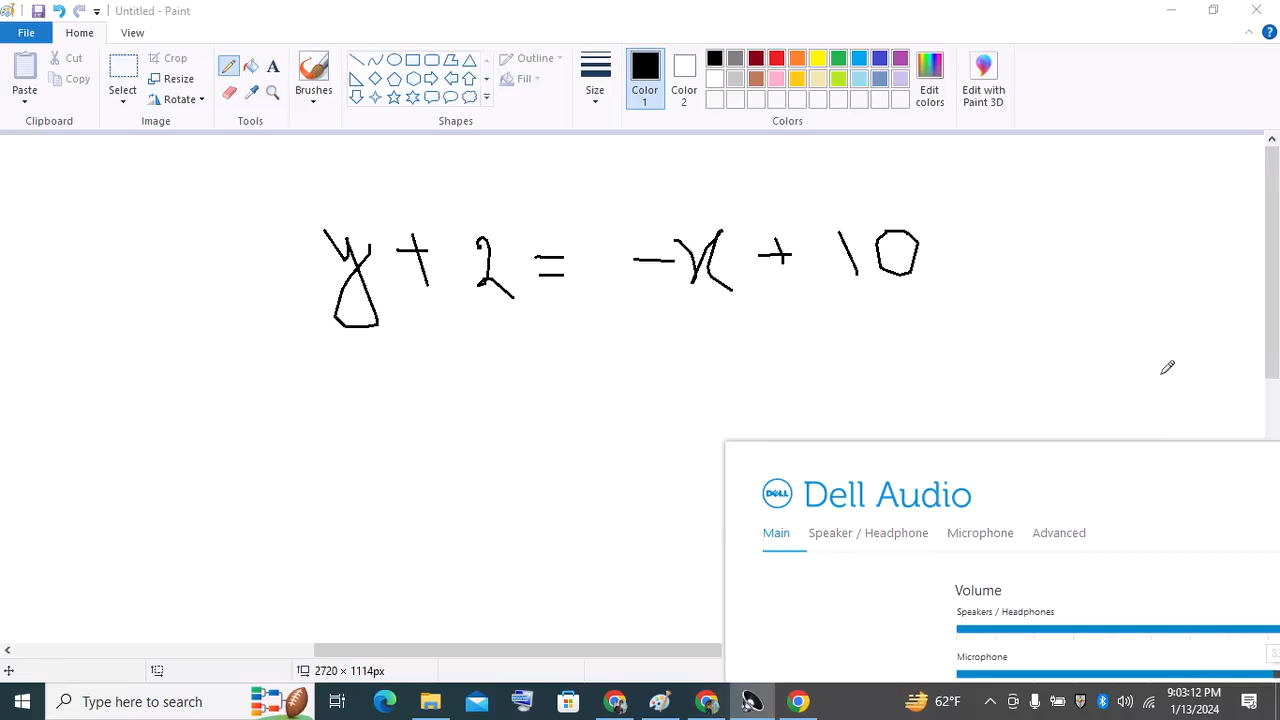 Untitled - Paint
File Home View
Paste Cut Copy Clipboard
Select Crop Resize Rotate Image
A Tools
Brushes
Outline Fill Shapes
Size
Color 1 Color 2 Edit colors Colors
Edit with Paint 3D
y + 2 = -x + 10
DELL Dell Audio
Main Speaker / Headphone Microphone Advanced
Volume
Speakers / Headphones
Microphone
2720 × 1114px
Type here to search
62°F
9:03:12 PM
1/13/2024